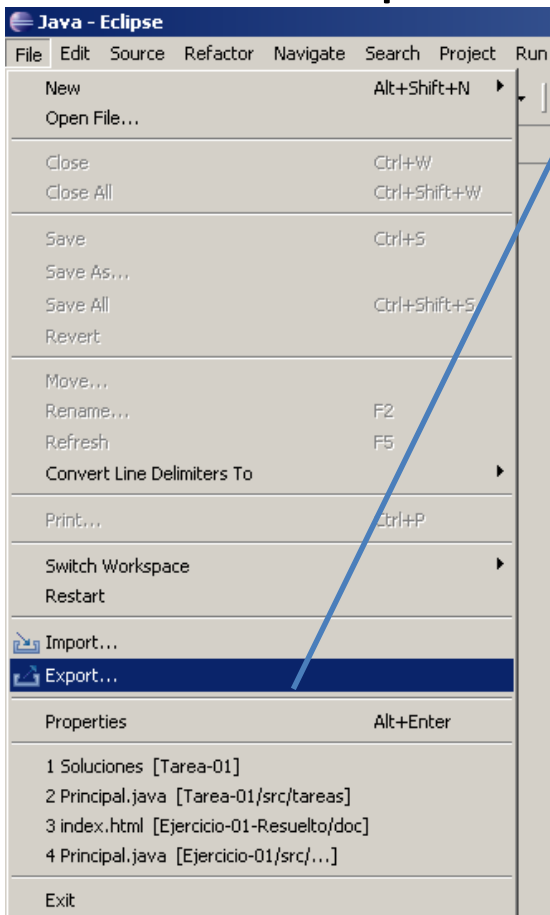 Java - Eclipse
File Edit Source Refactor Navigate Search Project Run
New Alt+Shift+N
Open File...
Close Ctrl+W
Close All Ctrl+Shift+W
Save Ctrl+S
Save As...
Save All Ctrl+Shift+S
Revert
Move...
Rename... F2
Refresh F5
Convert Line Delimiters To
Print... Ctrl+P
Switch Workspace
Restart
Import...
Export...
Properties Alt+Enter
1 Soluciones [Tarea-01]
2 Principal.java [Tarea-01/src/tareas]
3 index.html [Ejercicio-01-Resuelto/doc]
4 Principal.java [Ejercicio-01/src/...]
Exit